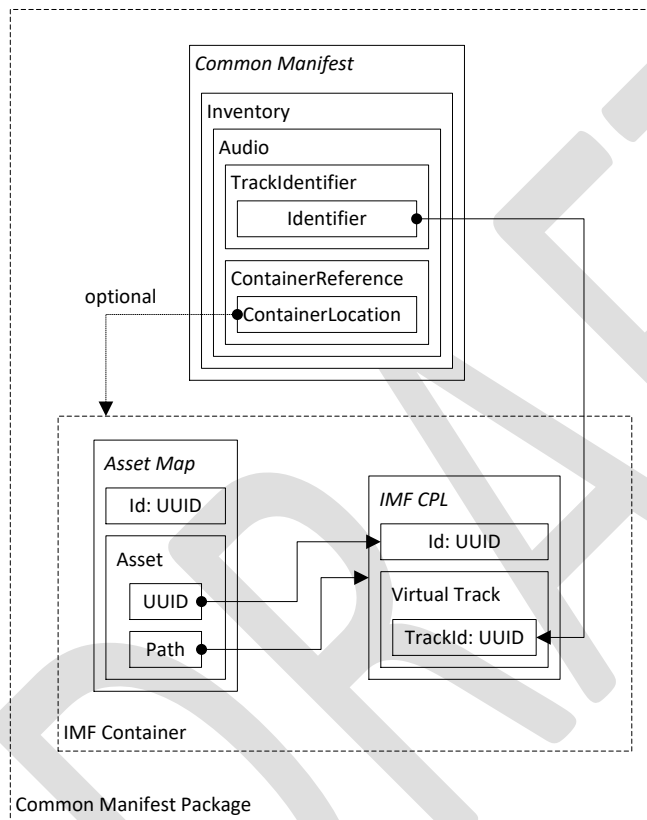 Common Manifest
Inventory
Audio
TrackIdentifier
Identifier
ContainerReference
optional
ContainerLocation
Asset Map
Id: UUID
Asset
UUID
Path
IMF CPL
Id: UUID
Virtual Track
TrackId: UUID
IMF Container
Common Manifest Package
DRAFT